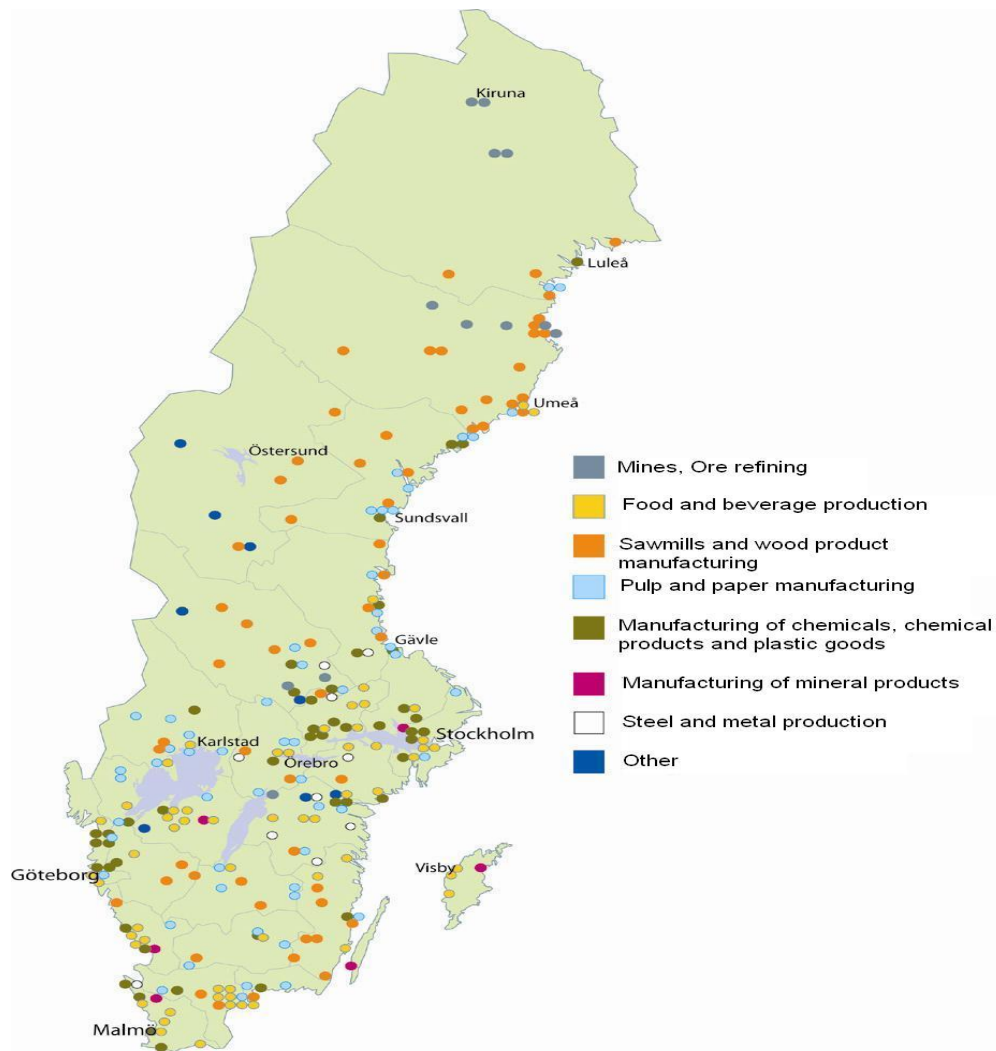 Kiruna
Luleå
Umeå
Östersund
Sundsvall
Gävle
Karlstad
Stockholm
Örebro
Visby
Göteborg
Malmö
Mines, Ore refining
Food and beverage production
Sawmills and wood product
manufacturing
Pulp and paper manufacturing
Manufacturing of chemicals, chemical
products and plastic goods
Manufacturing of mineral products
Steel and metal production
Other